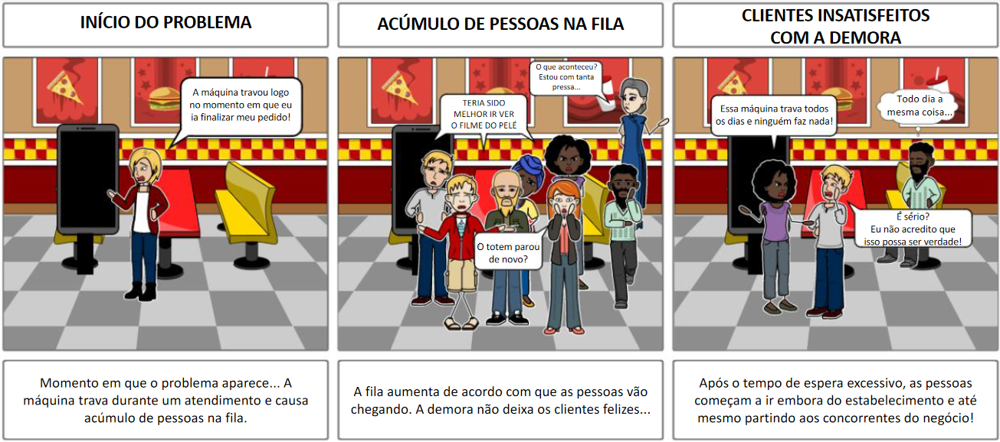 INÍCIO DO PROBLEMA
A máquina travou logo
no momento em que eu
ia finalizar meu pedido!
Momento em que o problema aparece... A
máquina trava durante um atendimento e causa
acúmulo de pessoas na fila.
ACÚMULO DE PESSOAS NA FILA
O que aconteceu?
Estou com tanta
pressa...
TERIA SIDO
MELHOR IR VER
O FILME DO PELÉ
O totem parou
de novo?
A fila aumenta de acordo com que as pessoas vão
chegando. A demora não deixa os clientes felizes...
CLIENTES INSATISFEITOS
COM A DEMORA
Essa máquina trava todos
os dias e ninguém faz nada!
Todo dia a
mesma coisa...
É sério?
Eu não acredito que
isso possa ser verdade!
Após o tempo de espera excessivo, as pessoas
começam a ir embora do estabelecimento e até
mesmo partindo aos concorrentes do negócio!